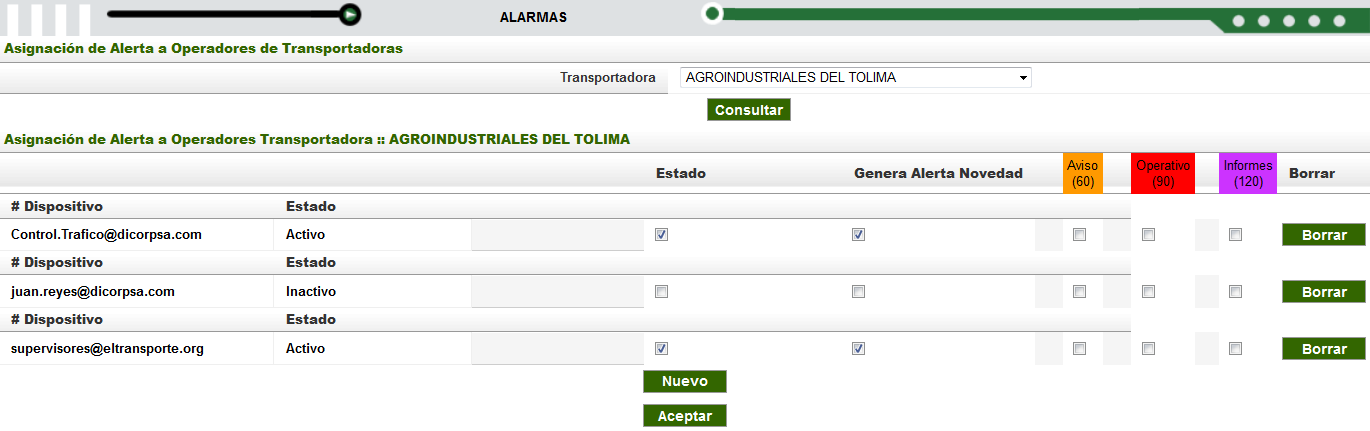 ALARMAS
Asignación de Alerta a Operadores de Transportadoras
Transportadora AGROINDUSTRIALES DEL TOLIMA
Consultar
Asignación de Alerta a Operadores Transportadora :: AGROINDUSTRIALES DEL TOLIMA
Estado Genera Alerta Novedad Aviso (60) Operativo (90) Informes (120) Borrar
# Dispositivo Estado
Control.Trafico@dicorpsa.com Activo Borrar
# Dispositivo Estado
juan.reyes@dicorpsa.com Inactivo Borrar
# Dispositivo Estado
supervisores@eltransporte.org Activo Borrar
Nuevo
Aceptar